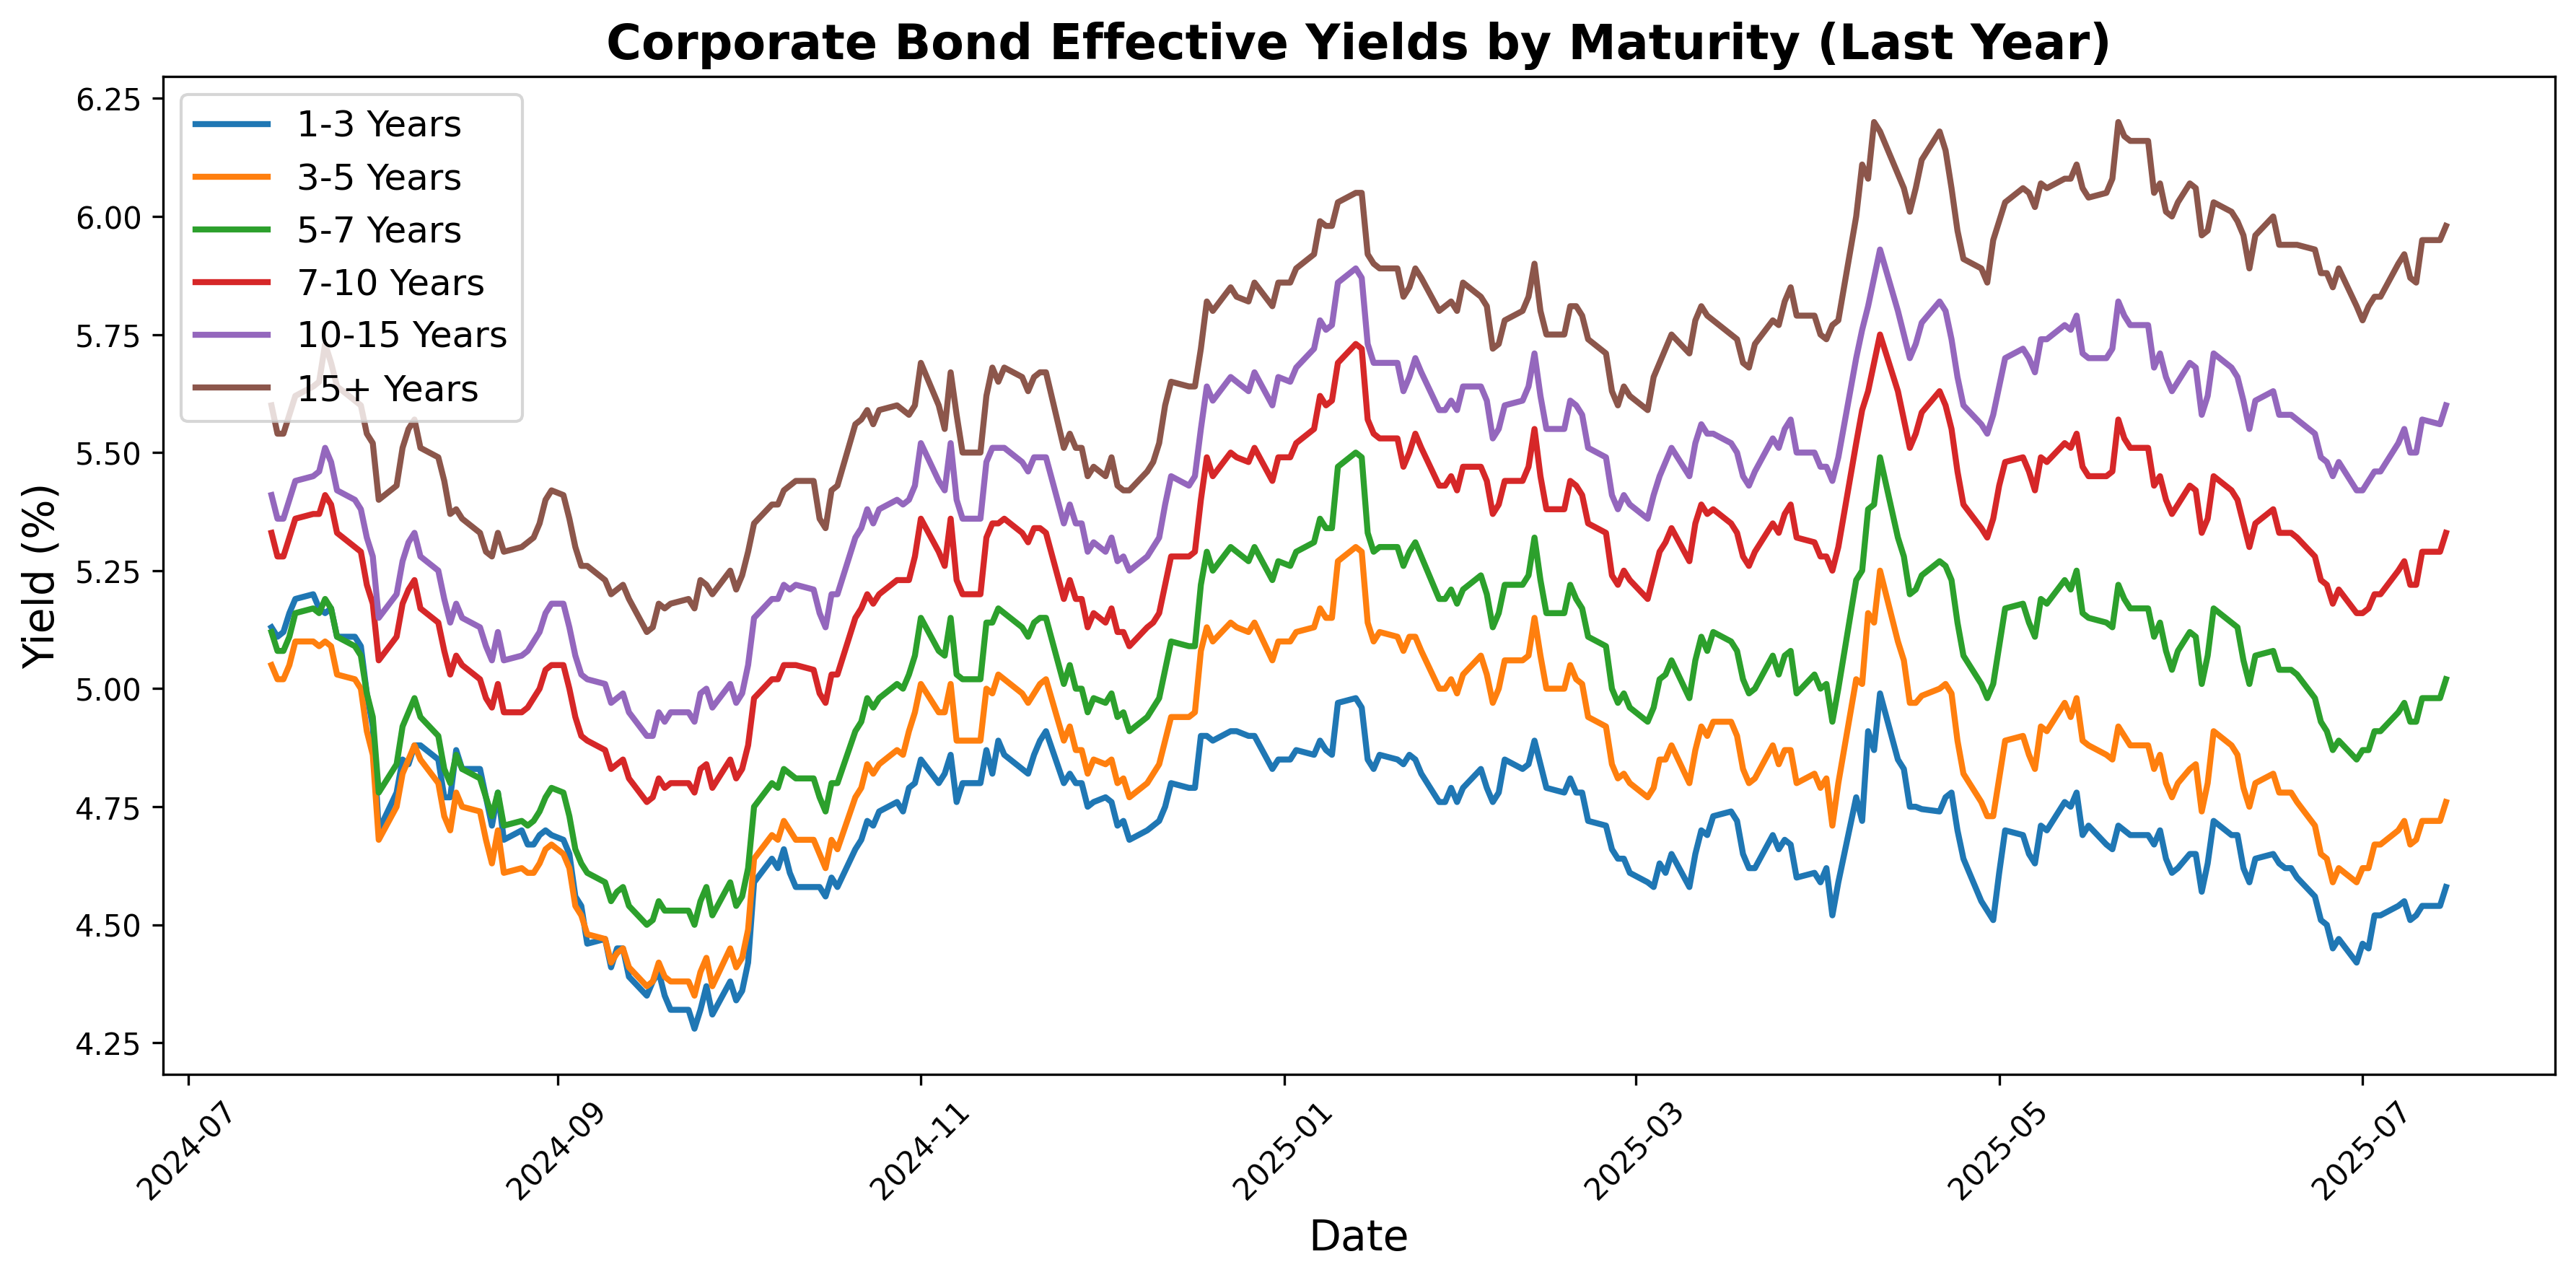 Corporate Bond Effective Yields by Maturity (Last Year)
6.25
6.00
5.75
5.50
5.25
5.00
4.75
4.50
4.25
Yield (%)
1-3 Years
3-5 Years
5-7 Years
7-10 Years
10-15 Years
15+ Years
2024-07
2024-09
2024-11
2025-01
2025-03
2025-05
2025-07
Date